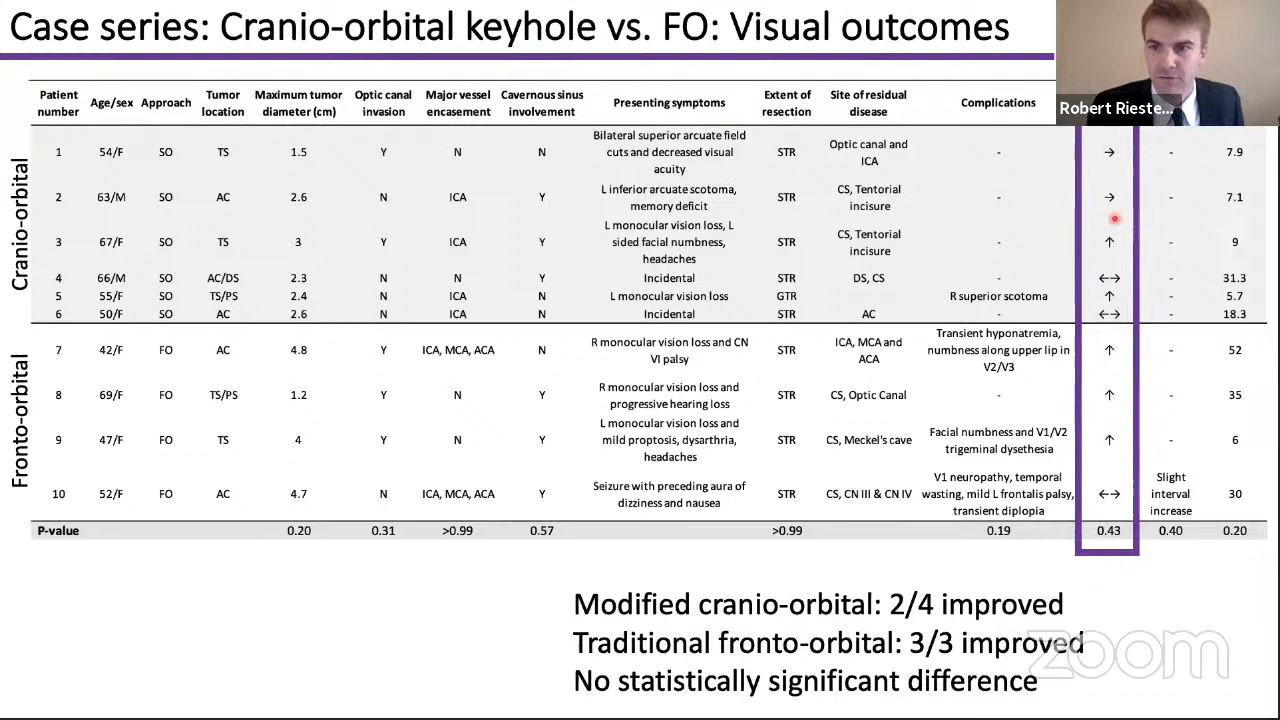 Case series: Cranio-orbital keyhole vs. FO: Visual outcomes
Robert Rieste...
Patient number Age/sex Approach Tumor location Maximum tumor diameter (cm) Optic canal invasion Major vessel encasement Cavernous sinus involvement Presenting symptoms Extent of resection Site of residual disease Complications
Cranio-orbital
1 54/F SO TS 1.5 Y N N Bilateral superior arcuate field cuts and decreased visual acuity STR Optic canal and ICA - → - 7.9
2 63/M SO AC 2.6 N ICA Y L inferior arcuate scotoma, memory deficit STR CS, Tentorial incisure - → - 7.1
3 67/F SO TS 3 Y ICA Y L monocular vision loss, L sided facial numbness, headaches STR CS, Tentorial incisure - ↑ - 9
4 66/M SO AC/DS 2.3 N N Y Incidental STR DS, CS - ←→ - 31.3
5 55/F SO TS/PS 2.4 N ICA N L monocular vision loss GTR R superior scotoma ↑ - 5.7
6 50/F SO AC 2.6 N ICA N Incidental STR AC - ←→ - 18.3
Fronto-orbital
7 42/F FO AC 4.8 Y ICA, MCA, ACA N R monocular vision loss and CN VI palsy STR ICA, MCA and ACA Transient hyponatremia, numbness along upper lip in V2/V3 ↑ - 52
8 69/F FO TS/PS 1.2 Y N Y R monocular vision loss and progressive hearing loss STR CS, Optic Canal - ↑ - 35
9 47/F FO TS 4 Y N Y L monocular vision loss and mild proptosis, dysarthria, headaches STR CS, Meckel's cave Facial numbness and V1/V2 trigeminal dysethesia ↑ - 6
10 52/F FO AC 4.7 N ICA, MCA, ACA Y Seizure with preceding aura of dizziness and nausea STR CS, CN III & CN IV V1 neuropathy, temporal wasting, mild L frontalis palsy, transient diplopia ←→ Slight interval increase 30
P-value 0.20 0.31 >0.99 0.57 >0.99 0.19 0.43 0.40 0.20
Modified cranio-orbital: 2/4 improved
Traditional fronto-orbital: 3/3 improved
No statistically significant difference
zoom